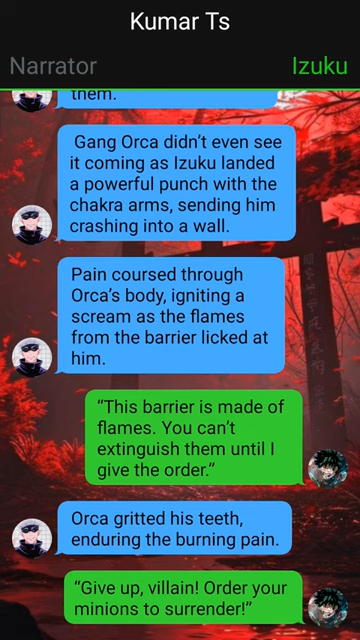 Kumar Ts
Narrator
Izuku
them.
Gang Orca didn’t even see
it coming as Izuku landed
a powerful punch with the
chakra arms, sending him
crashing into a wall.
Pain coursed through
Orca’s body, igniting a
scream as the flames
from the barrier licked at
him.
“This barrier is made of
flames. You can’t
extinguish them until I
give the order.”
Orca gritted his teeth,
enduring the burning pain.
“Give up, villain! Order your
minions to surrender!”